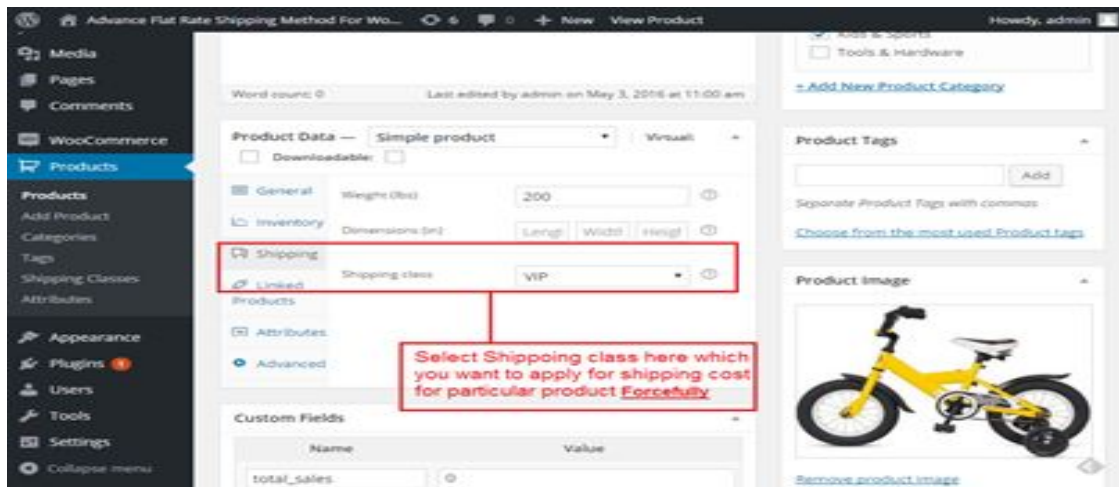 Advance Flat Rate Shipping Method For Wo... 6 0 + New View Product Howdy, admin
Media
Pages
Comments
WooCommerce
Products
Products
Add Product
Categories
Tags
Shipping Classes
Attributes
Appearance
Plugins
Users
Tools
Settings
Collapse menu
Word count: 0 Last edited by admin on May 3, 2016 at 11:00 am
Product Data — Simple product Virtual:
Downloadable:
General
Inventory
Shipping
Linked
Products
Attributes
Advanced
Weight (lbs) 200
Dimensions (in) Lengt Widtl Heigl
Shipping class VIP
Select Shippoing class here which
you want to apply for shipping cost
for particular product Forcefully
Custom Fields
Name Value
total_sales 0
Kids & Sports
Tools & Hardware
+ Add New Product Category
Product Tags
Add
Separate Product Tags with commas
Choose from the most used Product tags
Product Image
Remove product image